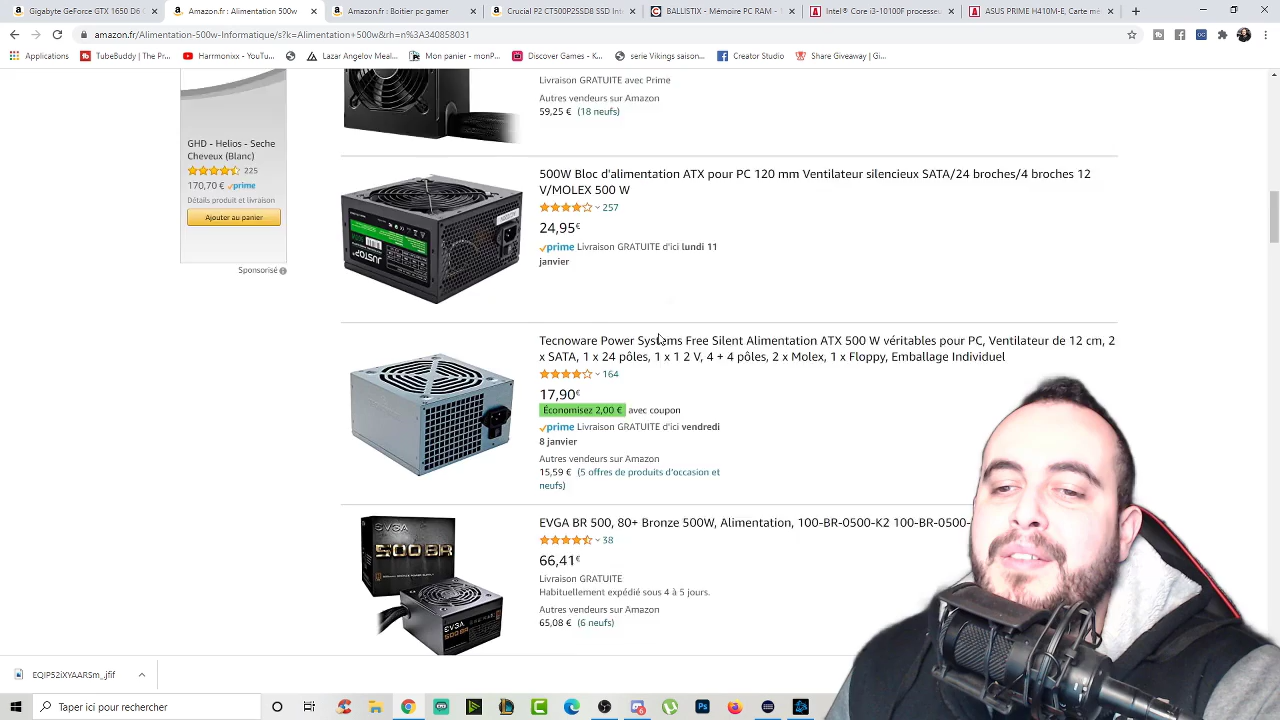 Gigabyte GeForce GTX 1650 D6 (
Amazon.fr : Alimentation 500w
Amazon.fr : Boitier pc gamer
Crucial P2 CT500P2SSD8 SSD Int
BALLISTIX - Mémoire PC RAM - 1
Intel® Core i3-10100F processeu
ASUS PRIME H410M-E, Carte mè
amazon.fr/Alimentation-500w-Informatique/s?k=Alimentation+500w&rh=n%3A340858031
Applications
TubeBuddy | The Pr...
Harmonixx - YouTu...
Lazar Angelov Meal...
Mon panier - monP...
Discover Games - K...
serie Vikings saison...
Creator Studio
Share Giveaway | Gi...
Livraison GRATUITE avec Prime
Autres vendeurs sur Amazon
59,25 € (18 neufs)
GHD - Helios - Seche
Cheveux (Blanc)
225
170,70 € prime
Détails produit et livraison
Ajouter au panier
Sponsorisé
500W Bloc d'alimentation ATX pour PC 120 mm Ventilateur silencieux SATA/24 broches/4 broches 12
V/MOLEX 500 W
257
24,95€
prime Livraison GRATUITE d'ici lundi 11
janvier
JUSTOP
Tecnoware Power Systems Free Silent Alimentation ATX 500 W véritables pour PC, Ventilateur de 12 cm, 2
x SATA, 1 x 24 pôles, 1 x 1 2 V, 4 + 4 pôles, 2 x Molex, 1 x Floppy, Emballage Individuel
164
17,90€
Économisez 2,00 € avec coupon
prime Livraison GRATUITE d'ici vendredi
8 janvier
Autres vendeurs sur Amazon
15,59 € (5 offres de produits d'occasion et
neufs)
EVGA BR 500, 80+ Bronze 500W, Alimentation, 100-BR-0500-K2 100-BR-0500-
38
66,41€
Livraison GRATUITE
Habituellement expédié sous 4 à 5 jours.
Autres vendeurs sur Amazon
65,08 € (6 neufs)
EVGA
500 BR
EVGA
500 BR
EQIP52iXYAARSm_.jfif
Taper ici pour rechercher